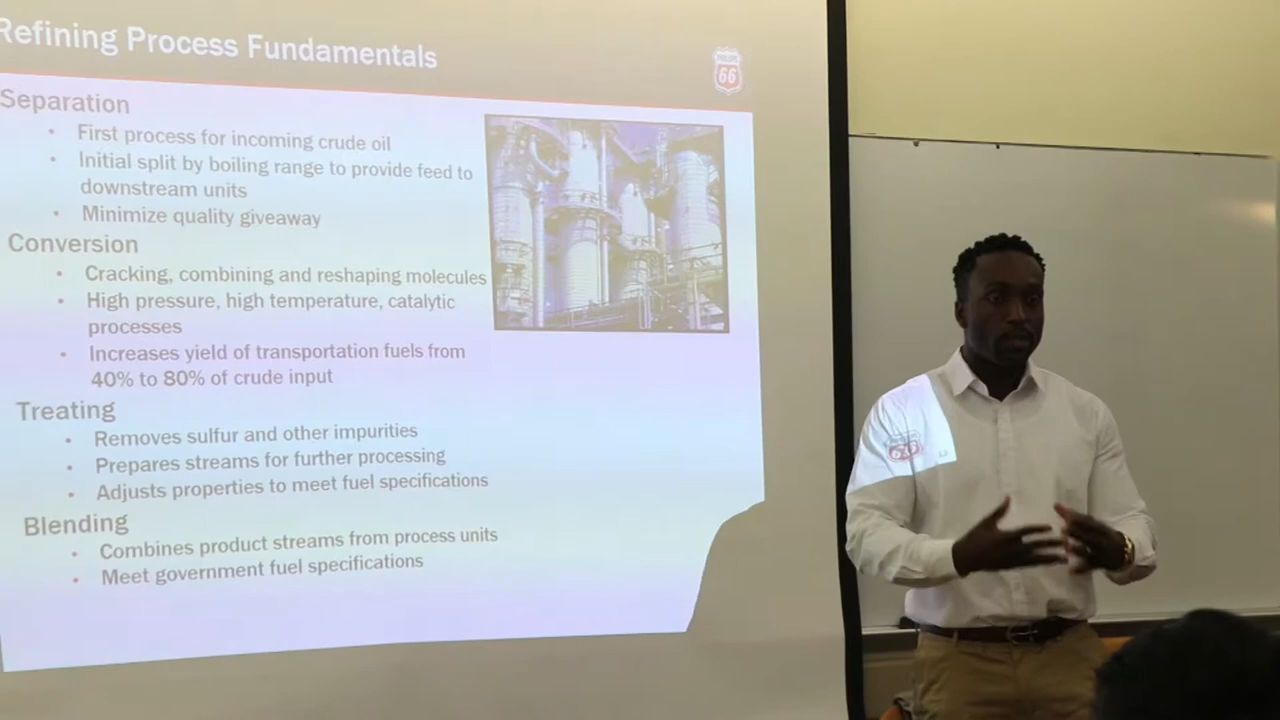 Refining Process Fundamentals
66
Separation
• First process for incoming crude oil
• Initial split by boiling range to provide feed to
downstream units
• Minimize quality giveaway
Conversion
• Cracking, combining and reshaping molecules
• High pressure, high temperature, catalytic
processes
• Increases yield of transportation fuels from
40% to 80% of crude input
Treating
• Removes sulfur and other impurities
• Prepares streams for further processing
• Adjusts properties to meet fuel specifications
Blending
• Combines product streams from process units
• Meet government fuel specifications